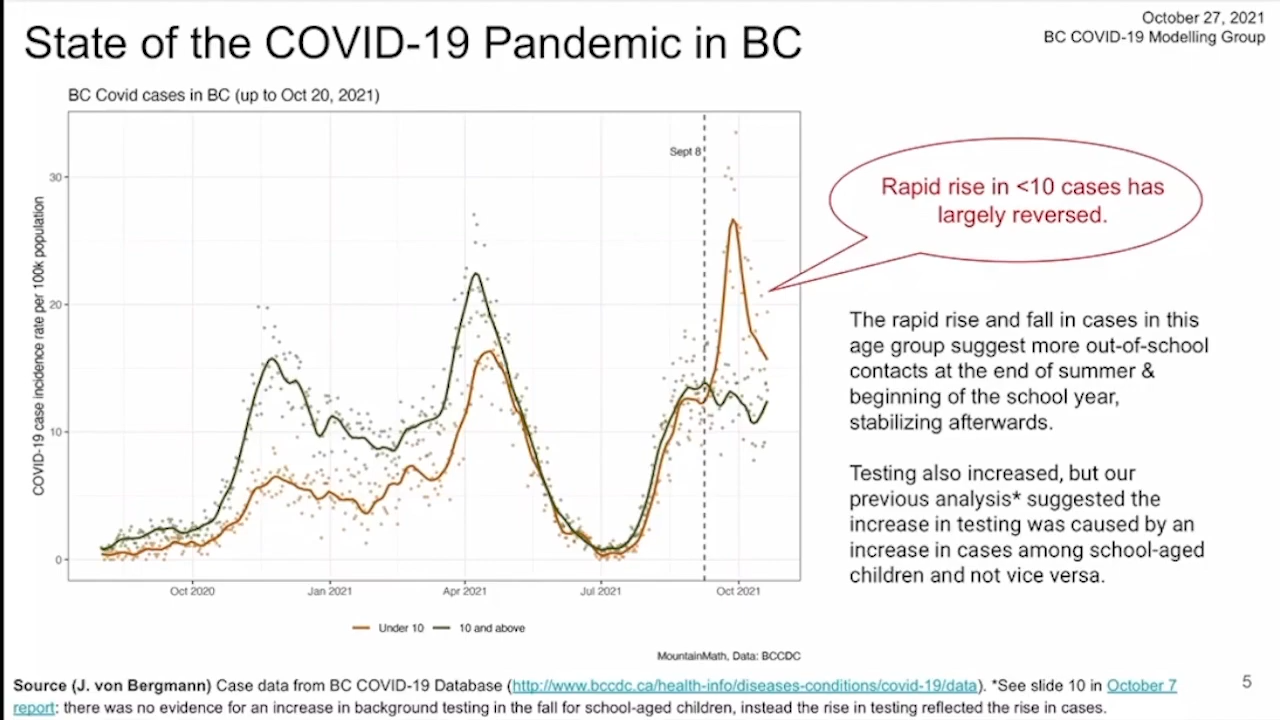 State of the COVID-19 Pandemic in BC
October 27, 2021
BC COVID-19 Modelling Group
BC Covid cases in BC (up to Oct 20, 2021)
COVID-19 case incidence rate per 100k population
30
20
10
0
Sept 8
Oct 2020
Jan 2021
Apr 2021
Jul 2021
Oct 2021
Under 10
10 and above
MountainMath, Data: BCCDC
Rapid rise in <10 cases has
largely reversed.
The rapid rise and fall in cases in this
age group suggest more out-of-school
contacts at the end of summer &
beginning of the school year,
stabilizing afterwards.
Testing also increased, but our
previous analysis* suggested the
increase in testing was caused by an
increase in cases among school-aged
children and not vice versa.
Source (J. von Bergmann) Case data from BC COVID-19 Database (http://www.bccdc.ca/health-info/diseases-conditions/covid-19/data). *See slide 10 in October 7
report: there was no evidence for an increase in background testing in the fall for school-aged children, instead the rise in testing reflected the rise in cases.
5